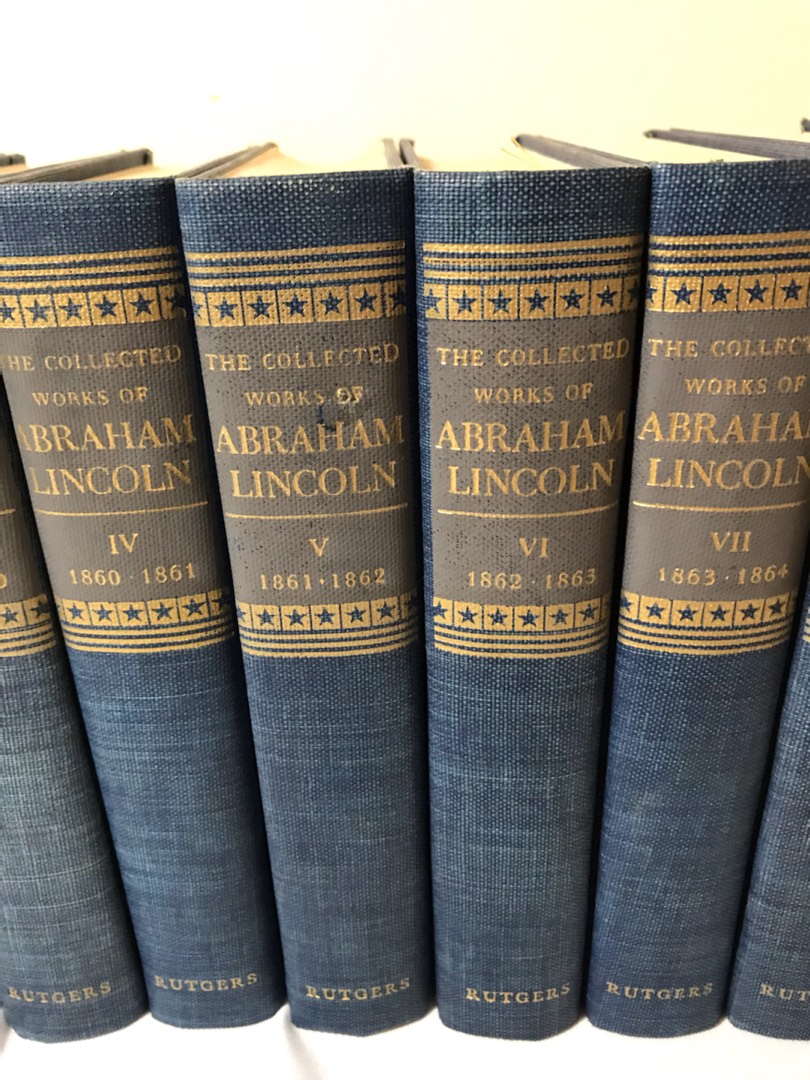 RUTGERS
THE COLLECTED
WORKS OF
ABRAHAM
LINCOLN
IV
1860 · 1861
RUTGERS
THE COLLECTED
WORKS OF
ABRAHAM
LINCOLN
V
1861 · 1862
RUTGERS
THE COLLECTED
WORKS OF
ABRAHAM
LINCOLN
VI
1862 · 1863
RUTGERS
THE COLLECT
WORKS OF
ABRAHAM
LINCOLN
VII
1863 · 1864
RUTGERS
RUT